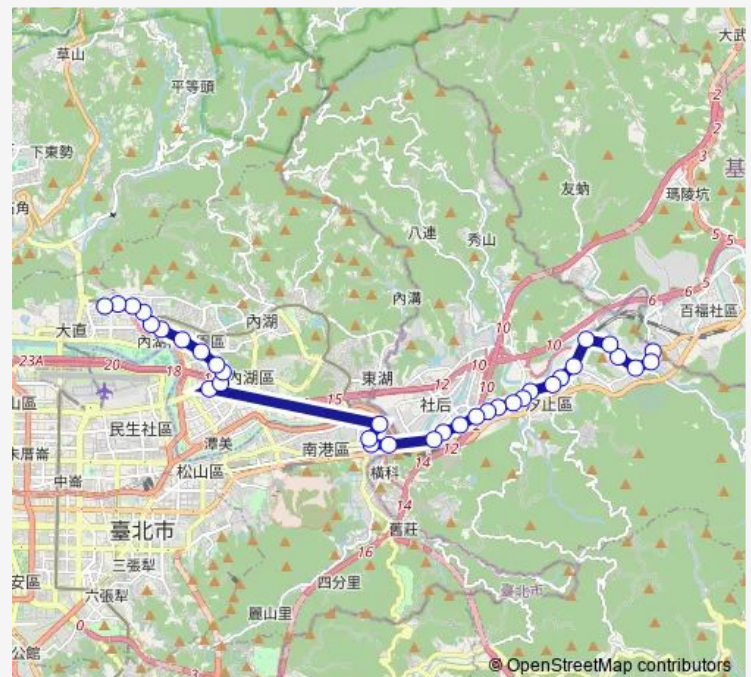 大武
草山
平等頭
2
2
下東勢
3
基
友蚋
瑪陵坑
角
八連
秀山
5
5
內溝
10
6
6
百福社區
大直
內湖
10
10
內湖
區
23A
20
18
東湖
12
10
山區
內湖區
15
社后
汐止區
民生社區
潭美
南港區
12
松山區
14
橫科
中崙
14
臺北市
舊莊
三張犁
16
四分里
安區
六張犁
臺北市
0
麗山里
公館
© OpenStreetMap contributors